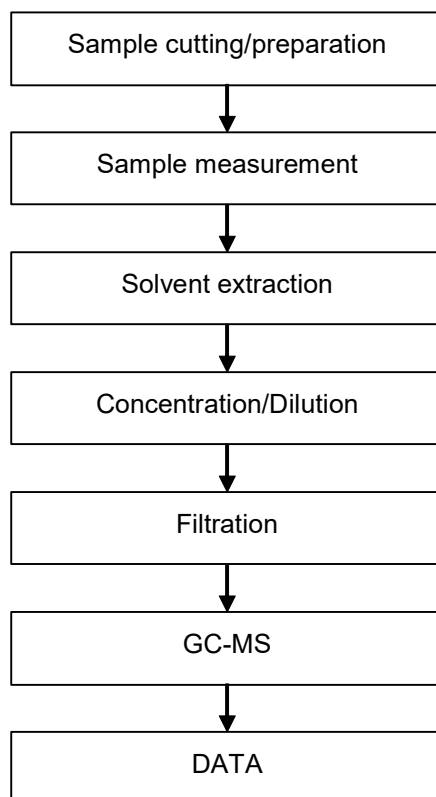 Sample cutting/preparation
Sample measurement
Solvent extraction
Concentration/Dilution
Filtration
GC-MS
DATA